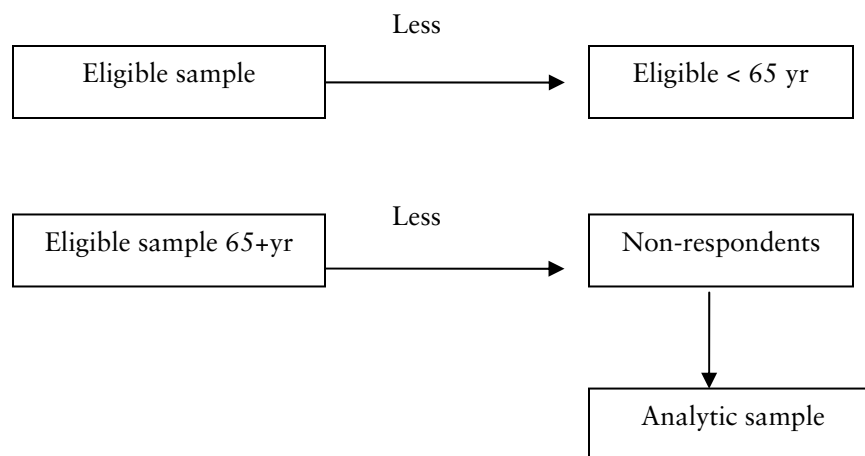 Less
Eligible sample
Eligible < 65 yr
Less
Eligible sample 65+yr
Non-respondents
Analytic sample